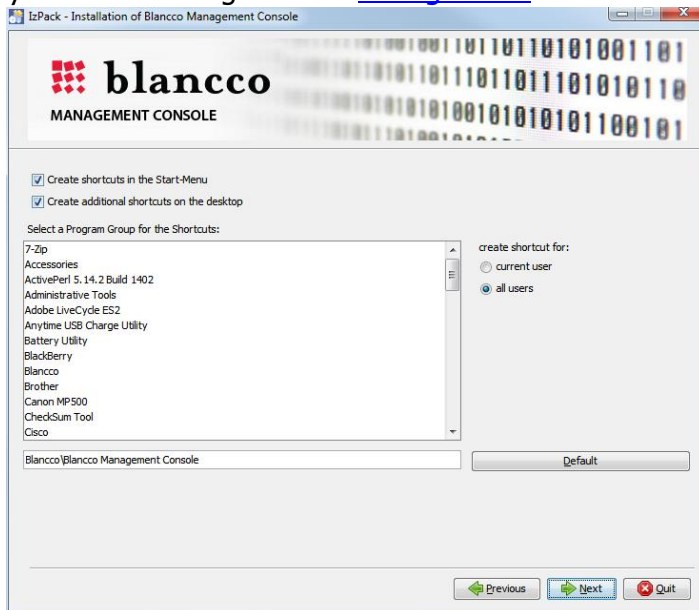 IzPack - Installation of Blancco Management Console
blancco
MANAGEMENT CONSOLE
Create shortcuts in the Start-Menu
Create additional shortcuts on the desktop
Select a Program Group for the Shortcuts:
7-Zip
Accessories
ActivePerl 5.14.2 Build 1402
Administrative Tools
Adobe LiveCycle ES2
Anytime USB Charge Utility
Battery Utility
BlackBerry
Blancco
Brother
Canon MP500
CheckSum Tool
Cisco
create shortcut for:
current user
all users
Blancco\Blancco Management Console
Default
Previous
Next
Quit